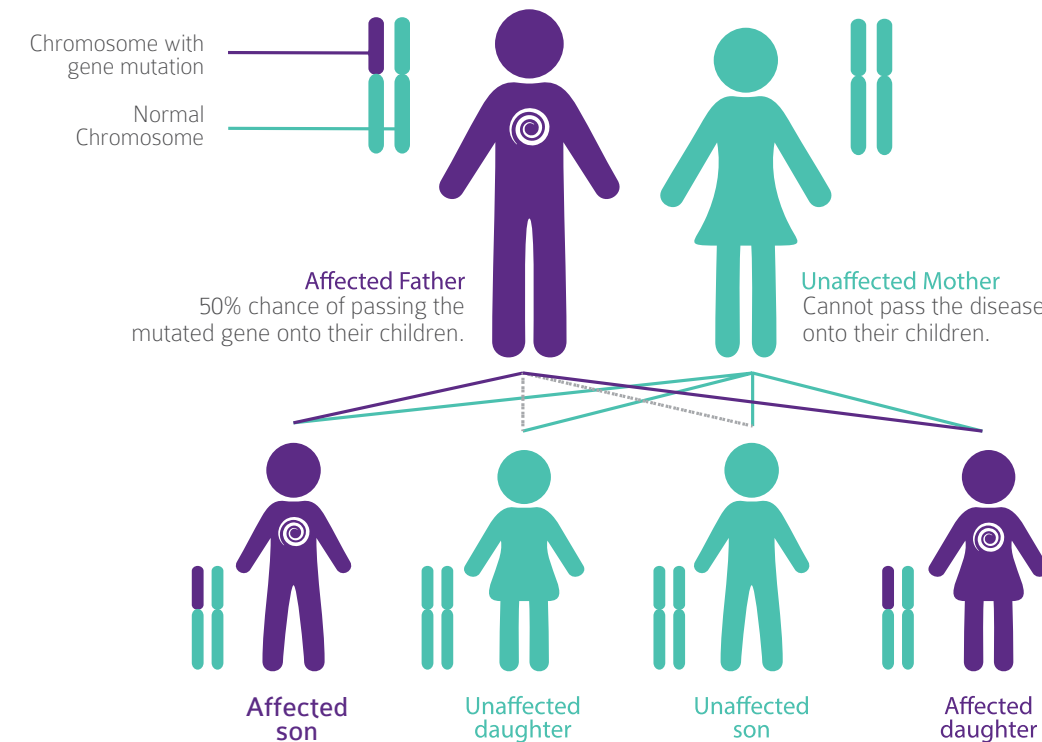 Chromosome with
gene mutation
Normal
Chromosome
Affected Father
50% chance of passing the
mutated gene onto their children.
Unaffected Mother
Cannot pass the disease
onto their children.
Affected
son
Unaffected
daughter
Unaffected
son
Affected
daughter